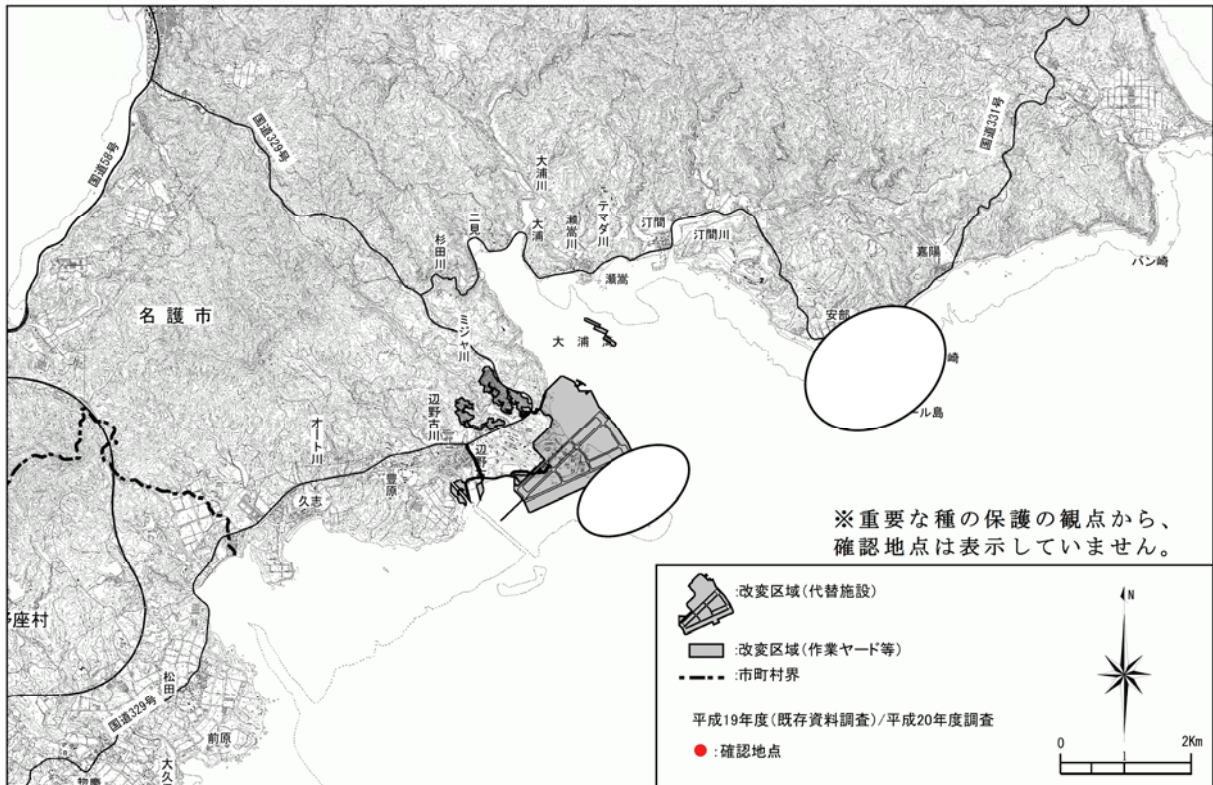 国道58号
国道329号
国道331号
名護市
杉田川
二見
大浦川
大浦
瀬嵩川
テマダ川
汀間
汀間川
瀬嵩
嘉陽
バン崎
安部
崎
ール島
大浦
ミジャ川
辺野古川
辺野
オート川
久志
豊原
座村
松田
国道329号
前原
惣慶
大久
※重要な種の保護の観点から、
確認地点は表示していません。
:改変区域(代替施設)
:改変区域(作業ヤード等)
:市町村界
平成19年度(既存資料調査)/平成20年度調査
:確認地点
N
0 1 2Km